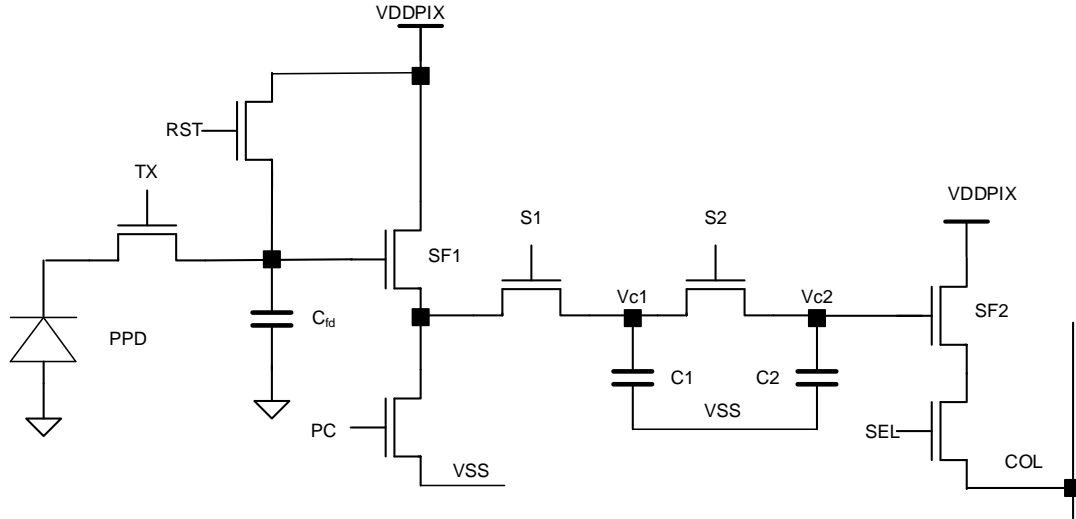 VDDPIX
RST
TX
S1
S2
VDDPIX
SF1
Vc1
Vc2
SF2
PPD
Cfd
C1
C2
VSS
PC
SEL
VSS
COL